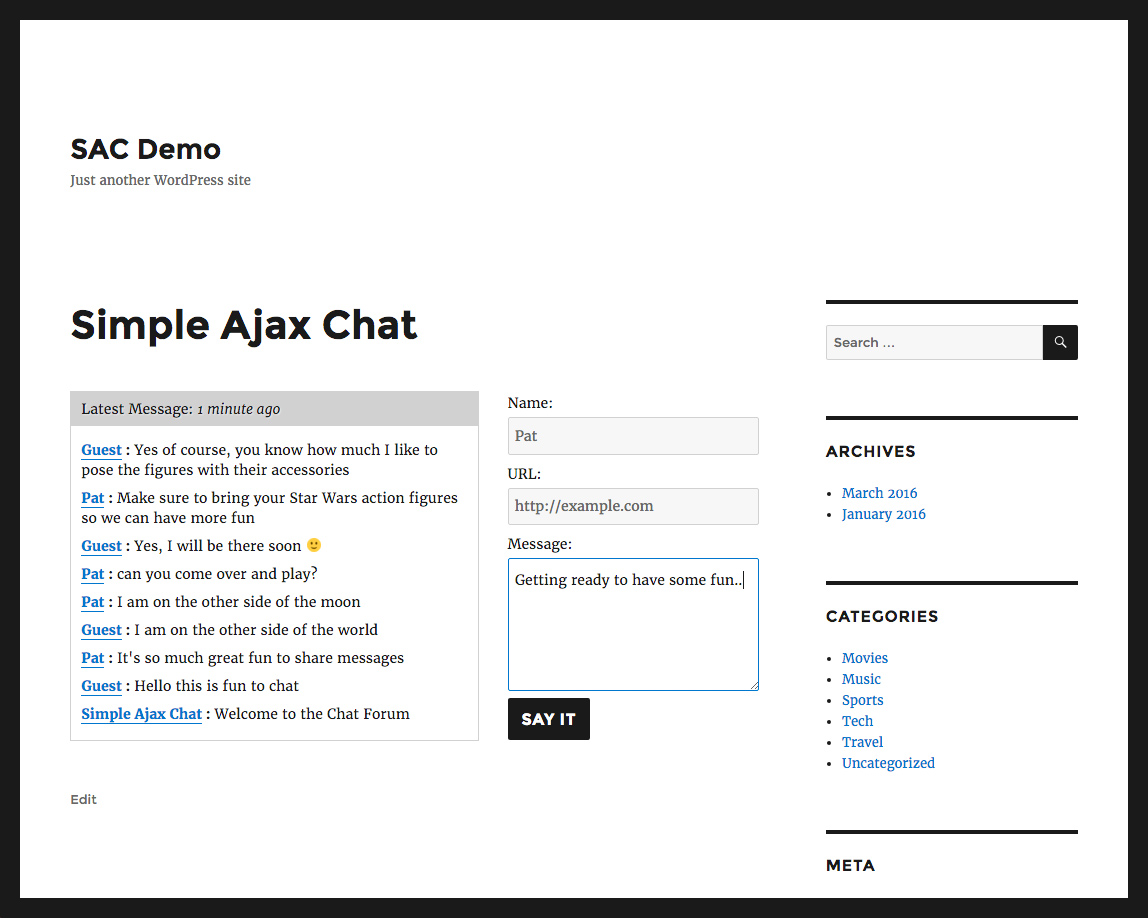 SAC Demo
Just another WordPress site
Simple Ajax Chat
Latest Message: 1 minute ago
Guest : Yes of course, you know how much I like to
pose the figures with their accessories
Pat : Make sure to bring your Star Wars action figures
so we can have more fun
Guest : Yes, I will be there soon 🙂
Pat : can you come over and play?
Pat : I am on the other side of the moon
Guest : I am on the other side of the world
Pat : It's so much great fun to share messages
Guest : Hello this is fun to chat
Simple Ajax Chat : Welcome to the Chat Forum
Edit
Name:
Pat
URL:
http://example.com
Message:
Getting ready to have some fun..
SAY IT
Search ...
ARCHIVES
March 2016
January 2016
CATEGORIES
Movies
Music
Sports
Tech
Travel
Uncategorized
META